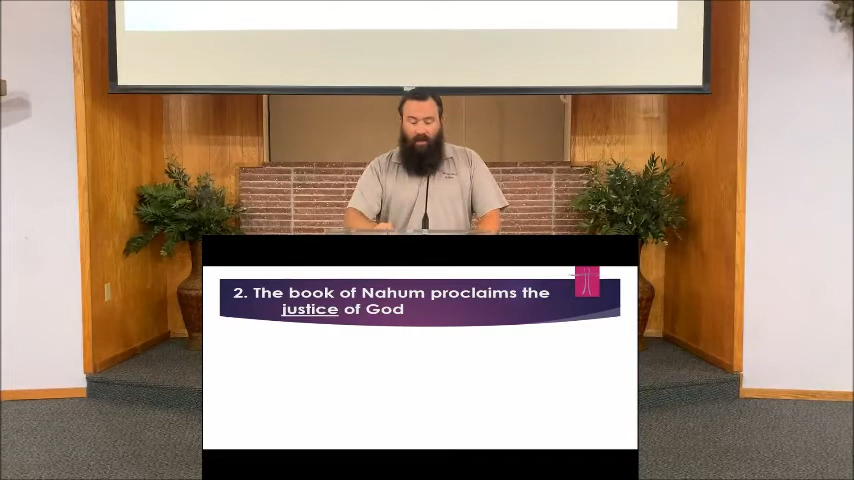 2. The book of Nahum proclaims the
justice of God